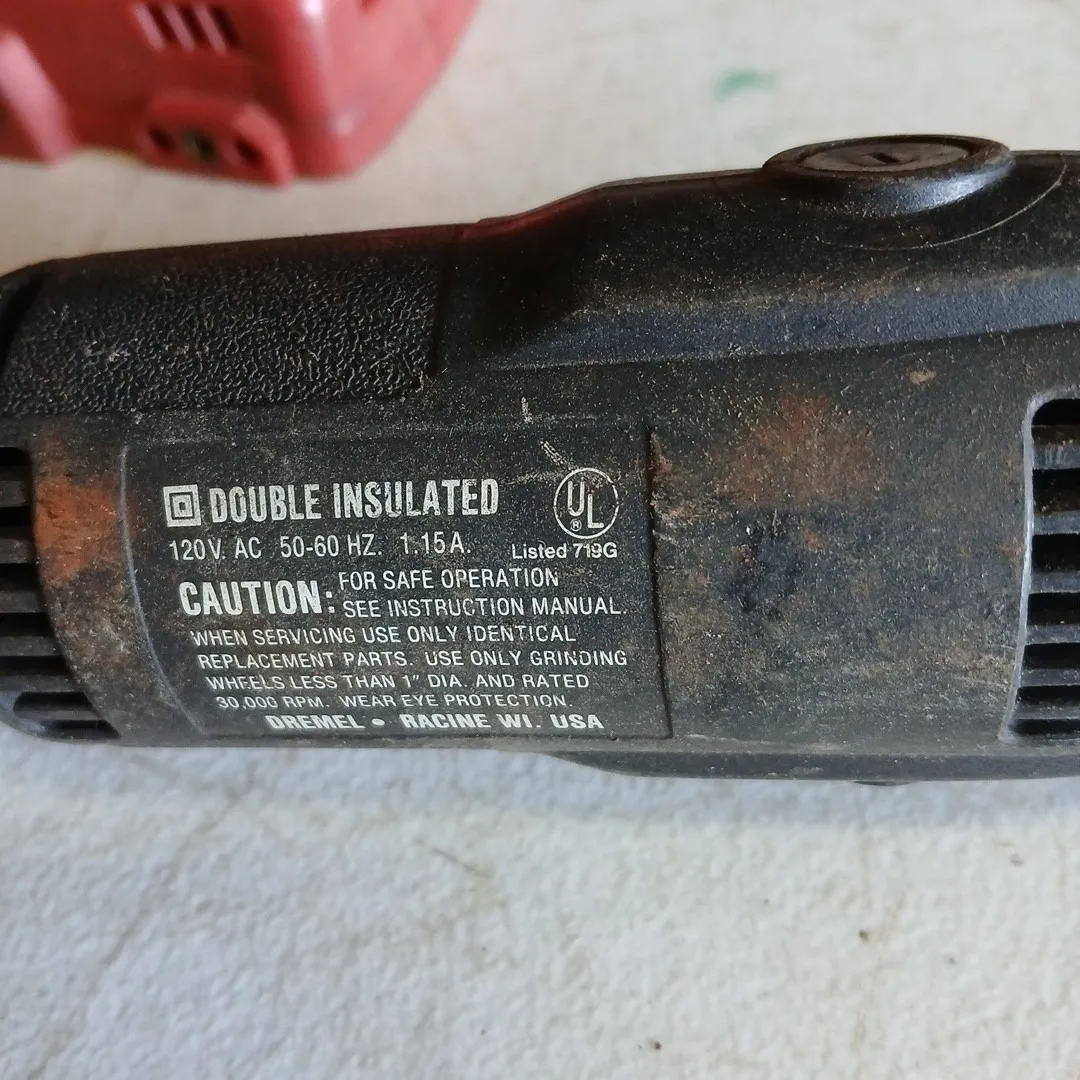 DOUBLE INSULATED
UL ®
120V. AC 50-60 HZ. 1.15A. Listed 719G
CAUTION: FOR SAFE OPERATION
SEE INSTRUCTION MANUAL.
WHEN SERVICING USE ONLY IDENTICAL
REPLACEMENT PARTS. USE ONLY GRINDING
WHEELS LESS THAN 1" DIA. AND RATED
30,000 RPM. WEAR EYE PROTECTION.
DREMEL • RACINE WI. USA